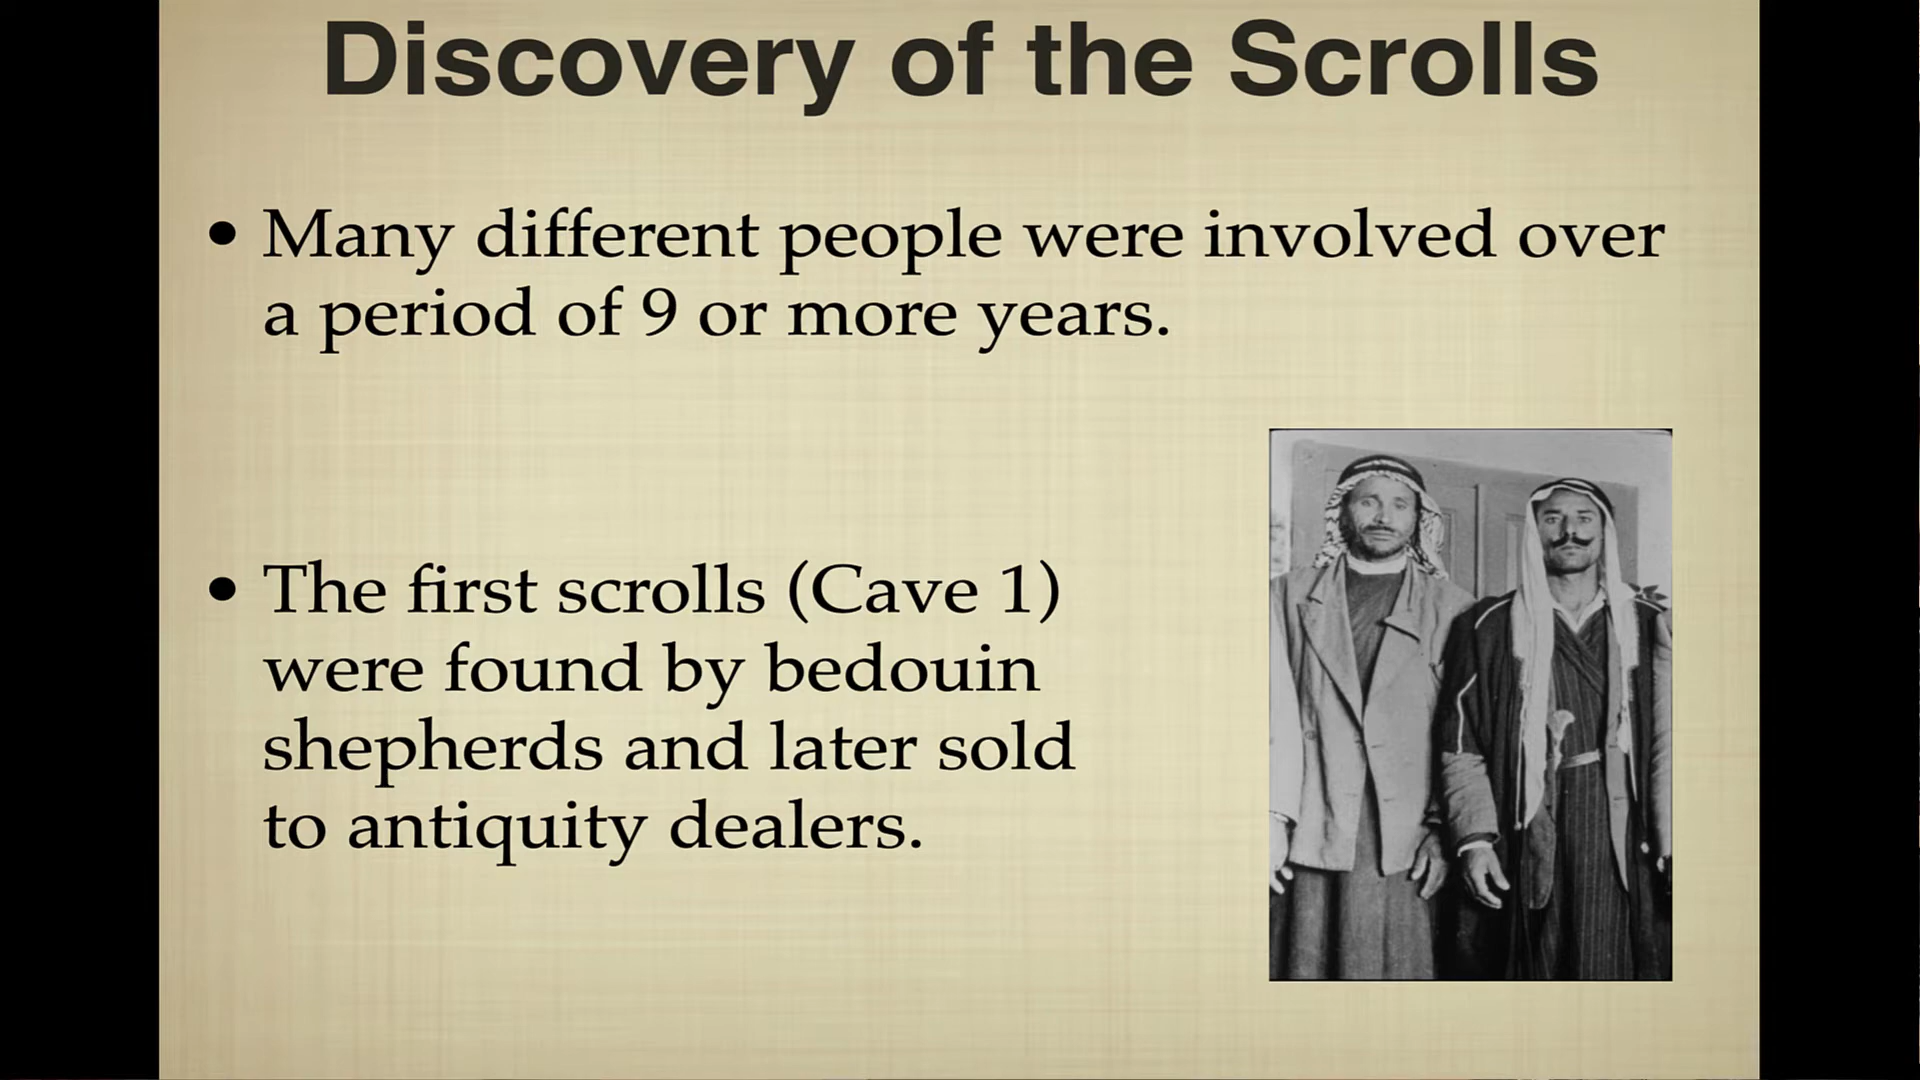 Discovery of the Scrolls
• Many different people were involved over
a period of 9 or more years.
• The first scrolls (Cave 1)
were found by bedouin
shepherds and later sold
to antiquity dealers.